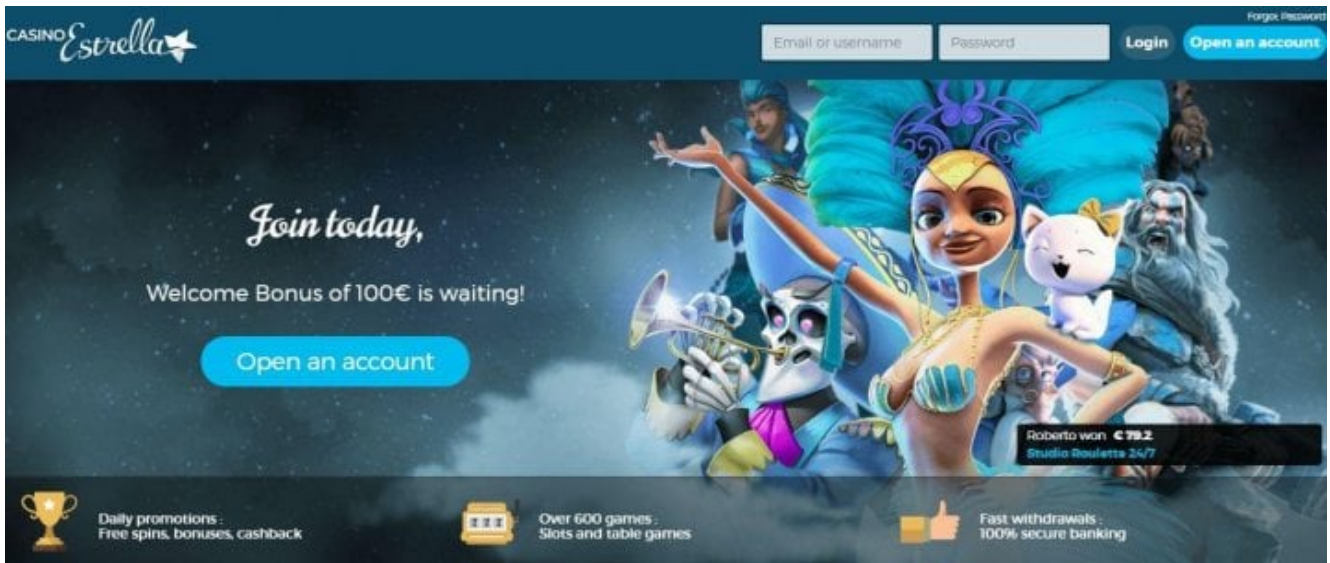 CASINO Estrella
Forgot Password
Email or username
Password
Login
Open an account
Join today,
Welcome Bonus of 100€ is waiting!
Open an account
Roberto won € 79.2
Studio Roulette 24/7
Daily promotions :
Free spins, bonuses, cashback
777
Over 600 games :
Slots and table games
Fast withdrawals :
100% secure banking